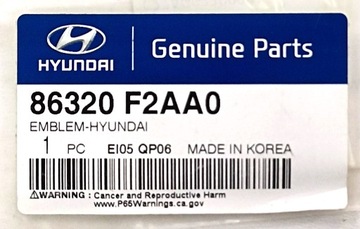 HYUNDAI
Genuine Parts
86320 F2AA0
EMBLEM-HYUNDAI
1 PC EI05 QP06 MADE IN KOREA
⚠WARNING : Cancer and Reproductive Harm
www.P65Warnings.ca.gov